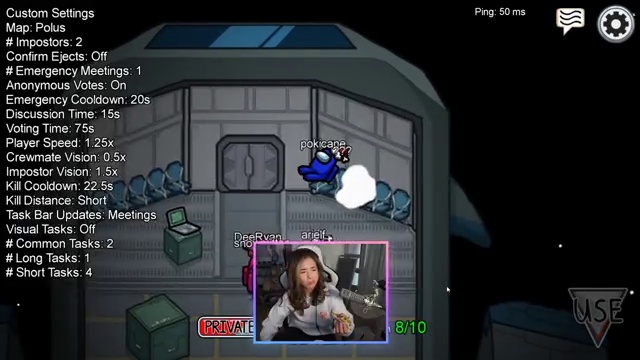 Custom Settings
Ping: 50 ms
Map: Polus
# Impostors: 2
Confirm Ejects: Off
# Emergency Meetings: 1
Anonymous Votes: On
Emergency Cooldown: 20s
Discussion Time: 15s
Voting Time: 75s
Player Speed: 1.25x
Crewmate Vision: 0.5x
Impostor Vision: 1.5x
Kill Cooldown: 22.5s
Kill Distance: Short
Task Bar Updates: Meetings
Visual Tasks: Off
# Common Tasks: 2
# Long Tasks: 1
# Short Tasks: 4
pokicane
DeeRyan
PRIVATE
8/10
USE